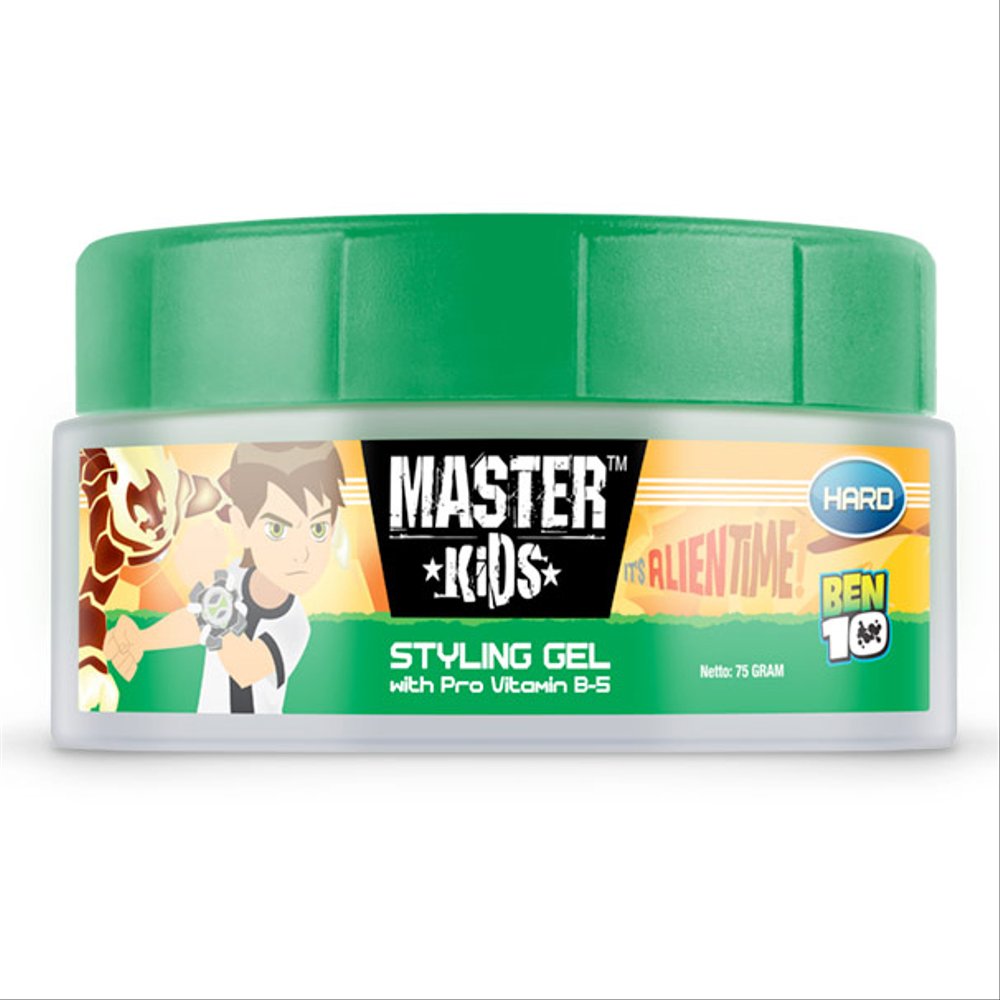 MASTER™
KiDS
STYLING GEL
with Pro Vitamin B-5
IT'S ALIEN TIME!
HARD
BEN
10
Netto: 75 GRAM